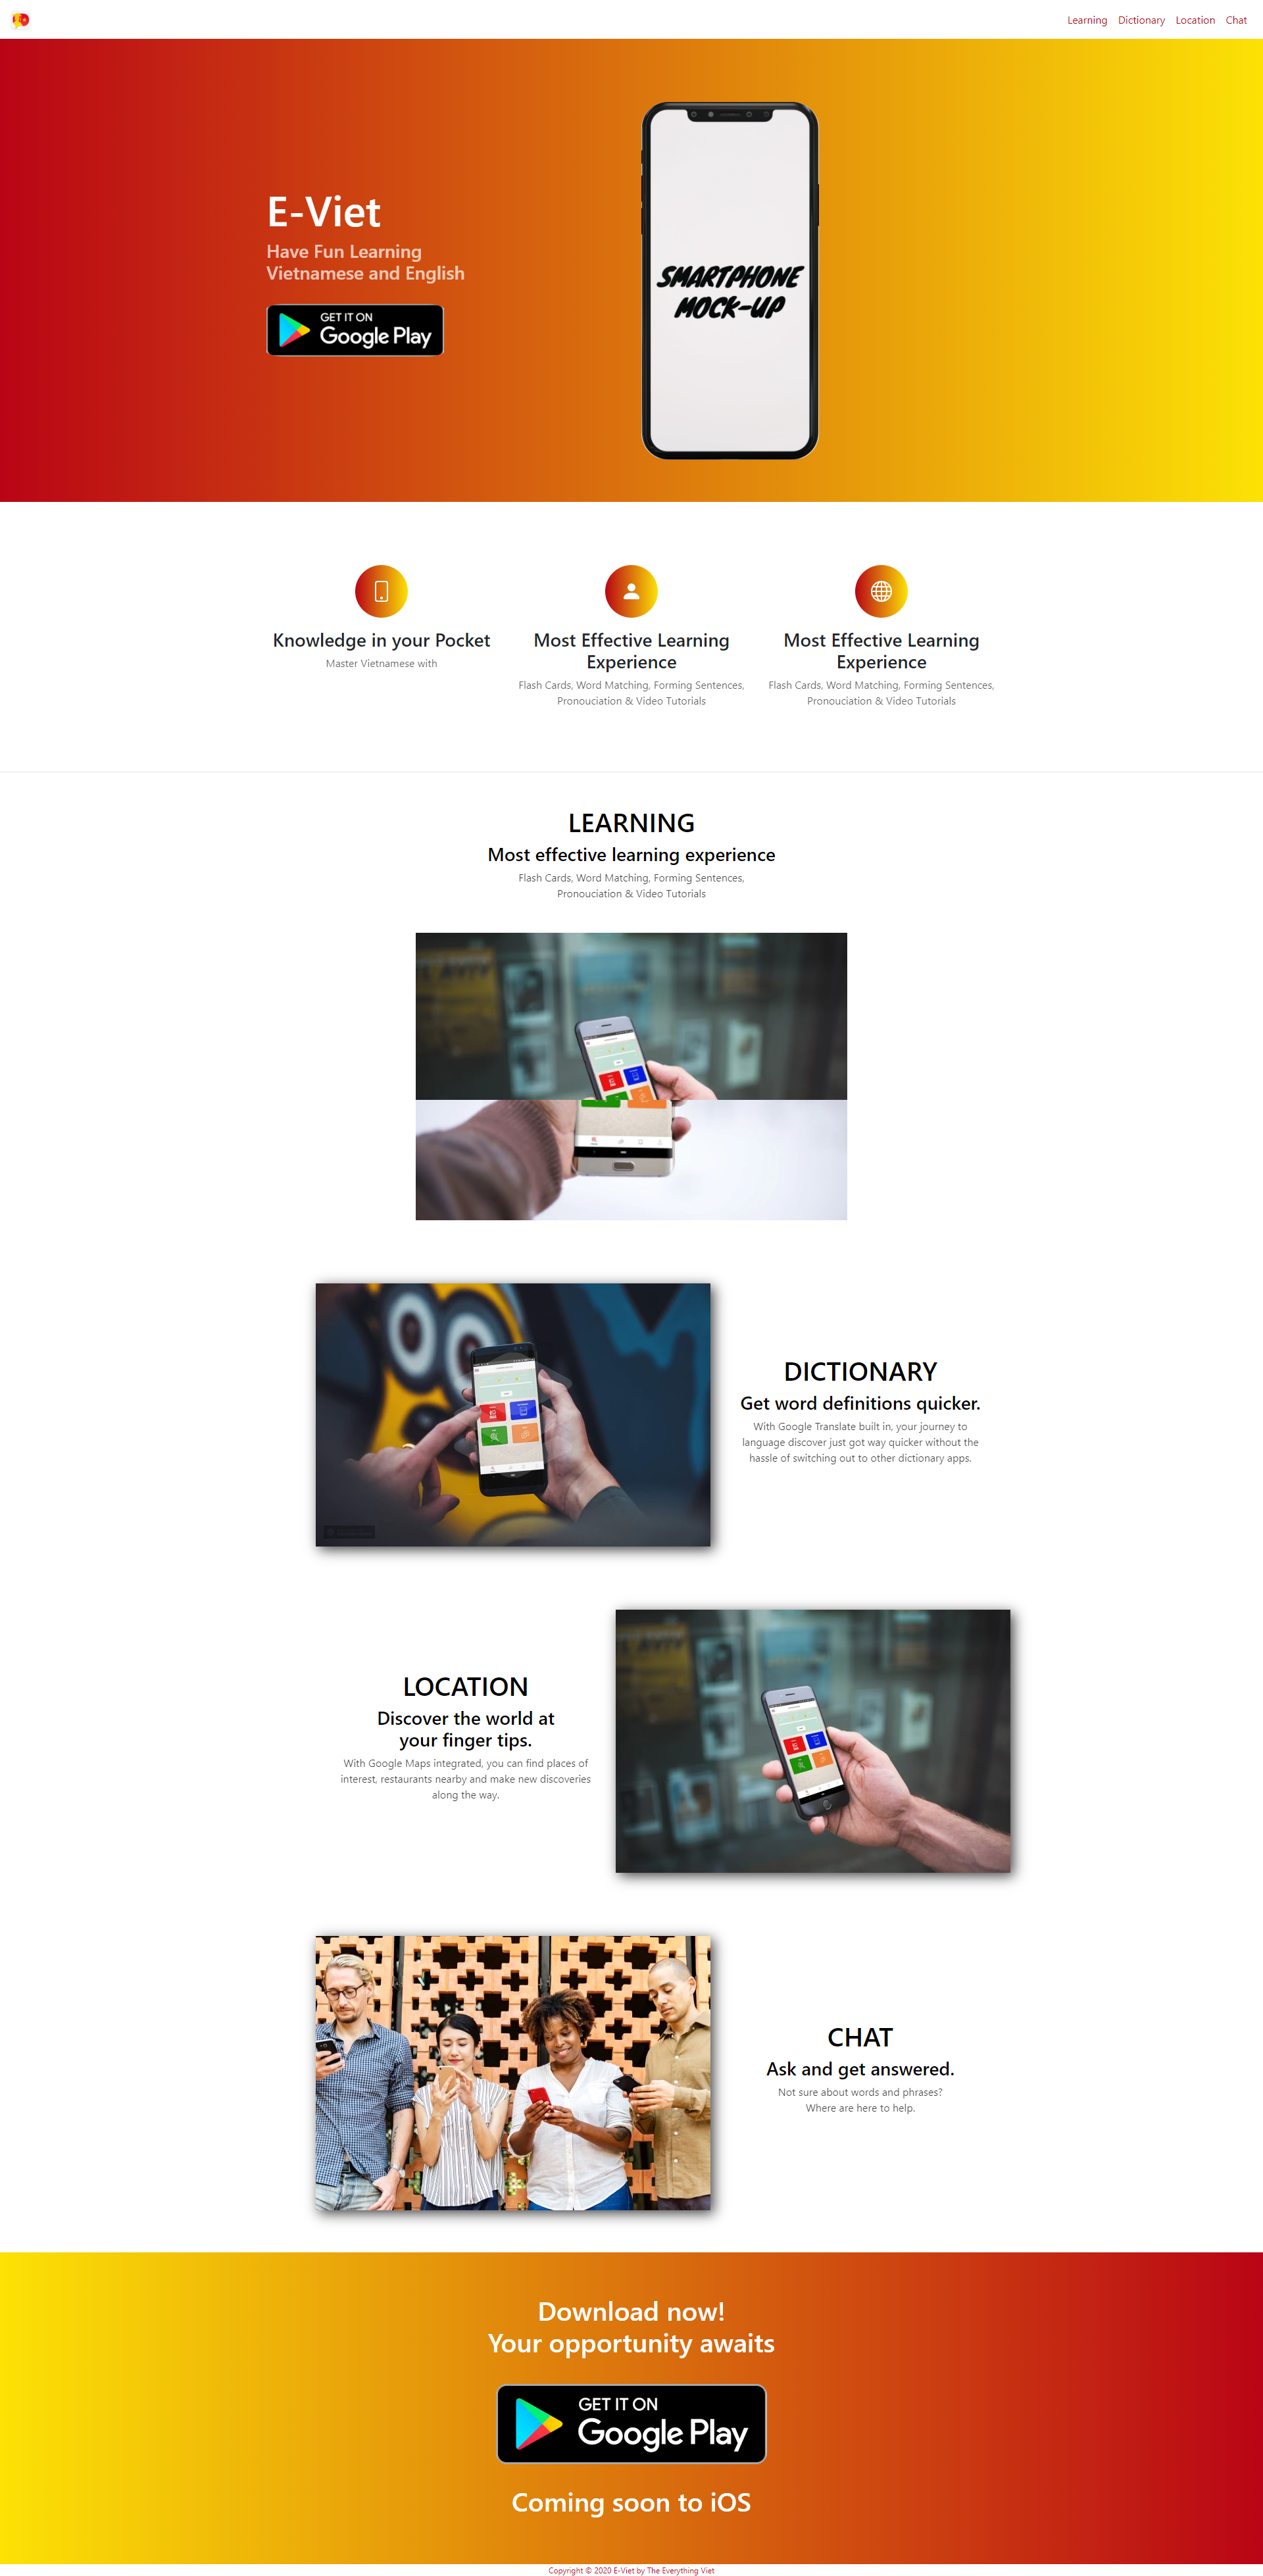 Learning Dictionary Location Chat
E-Viet
Have Fun Learning
Vietnamese and English
GET IT ON
Google Play
SMARTPHONE
MOCK-UP
Knowledge in your Pocket
Master Vietnamese with
Most Effective Learning
Experience
Flash Cards, Word Matching, Forming Sentences,
Pronouciation & Video Tutorials
Most Effective Learning
Experience
Flash Cards, Word Matching, Forming Sentences,
Pronouciation & Video Tutorials
LEARNING
Most effective learning experience
Flash Cards, Word Matching, Forming Sentences,
Pronouciation & Video Tutorials
DICTIONARY
Get word definitions quicker.
With Google Translate built in, your journey to
language discover just got way quicker without the
hassle of switching out to other dictionary apps.
LOCATION
Discover the world at
your finger tips.
With Google Maps integrated, you can find places of
interest, restaurants nearby and make new discoveries
along the way.
CHAT
Ask and get answered.
Not sure about words and phrases?
Where are here to help.
Download now!
Your opportunity awaits
GET IT ON
Google Play
Coming soon to iOS
Copyright © 2020 E-Viet by The Everything Viet